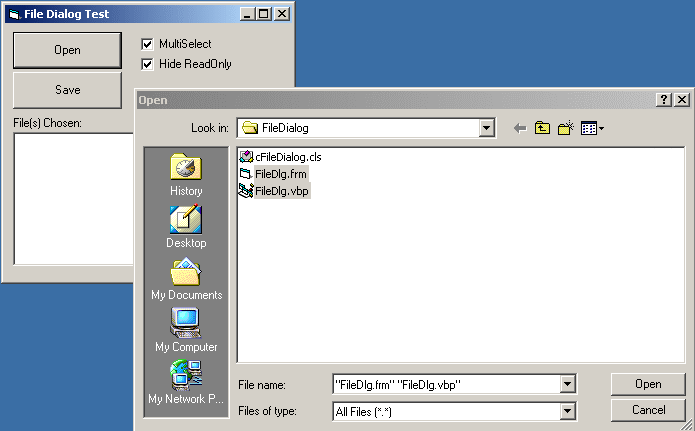 File Dialog Test
Open
MultiSelect
Hide ReadOnly
Save
File(s) Chosen:
Open
Look in:
FileDialog
cFileDialog.cls
FileDlg.frm
FileDlg.vbp
History
Desktop
My Documents
My Computer
My Network P...
File name:
"FileDlg.frm" "FileDlg.vbp"
Open
Files of type:
All Files (*.*)
Cancel